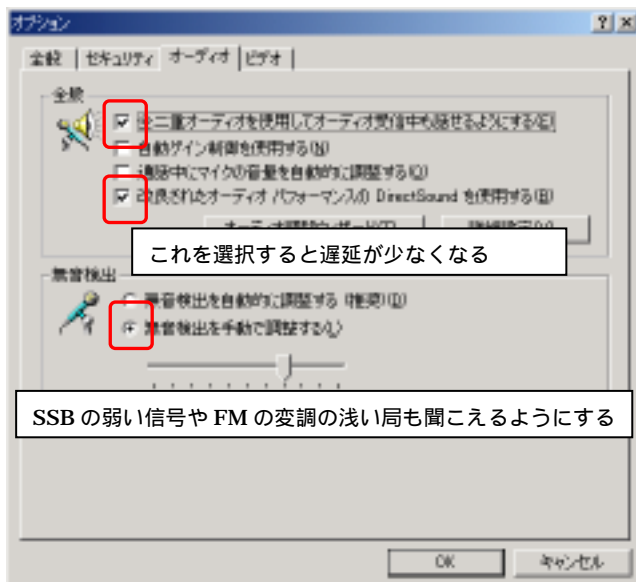 オプション
全般 セキュリティ オーディオ ビデオ
全般
全二重オーディオを使用してオーディオ受信中も話せるようにする(E)
自動ゲイン制御を使用する(N)
通話中にマイクの音量を自動的に調整する(O)
改良されたオーディオ パフォーマンスの DirectSound を使用する(B)
これを選択すると遅延が少なくなる
無音検出
無音検出を自動的に調整する (推奨)(D)
無音検出を手動で調整する(L)
SSB の弱い信号や FM の変調の浅い局も聞こえるようにする
OK キャンセル